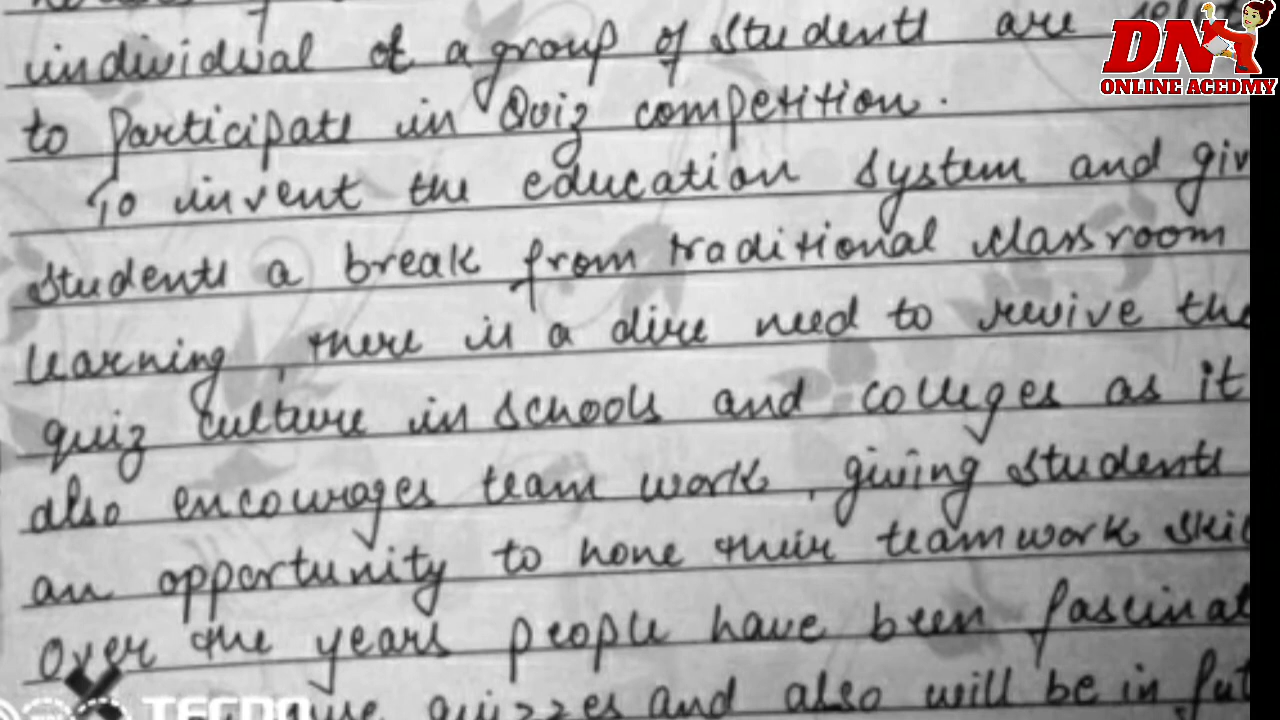 individual of a group of students are
to participate in Quiz competition.
To invent the education system and giv
students a break from traditional classroom
learning, there is a dire need to revive the
quiz culture in schools and colleges as it
also encourages team work, giving students
an opportunity to hone their teamwork skil
over the years people have been fascinat
quizzes and also will be in fut
DN
ONLINE ACEDMY
TECNO